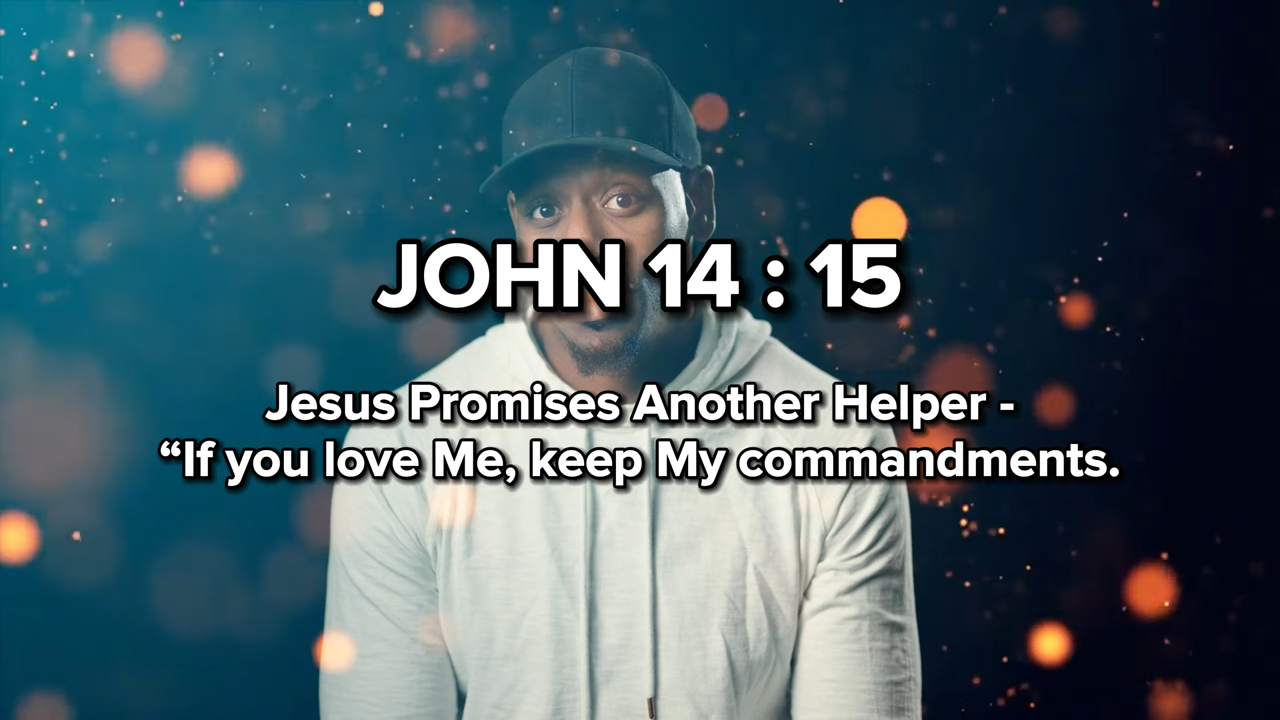 JOHN 14 : 15
Jesus Promises Another Helper -
“If you love Me, keep My commandments.